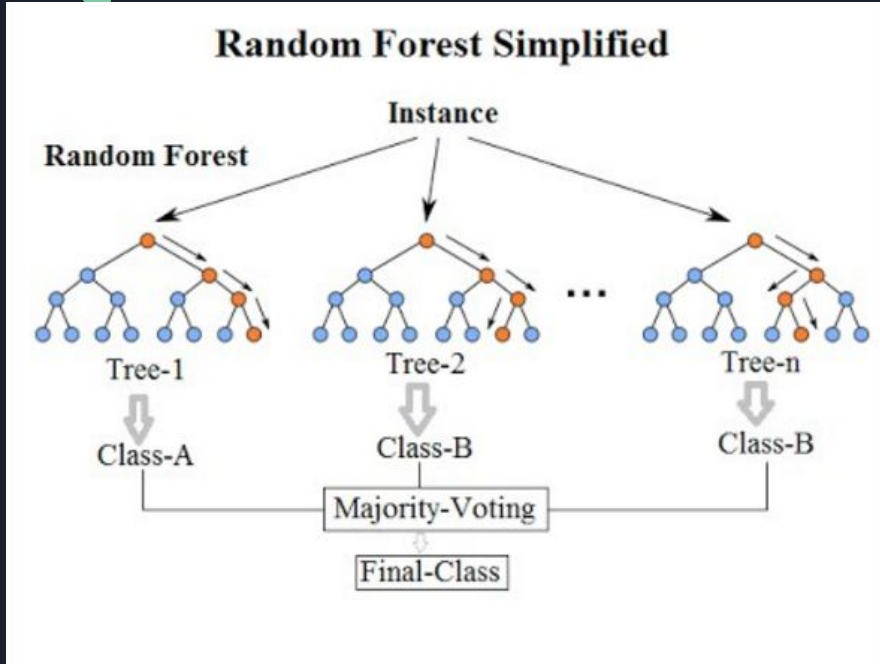 Random Forest Simplified
Instance
Random Forest
...
Tree-1
Tree-2
Tree-n
Class-A
Class-B
Class-B
Majority-Voting
Final-Class